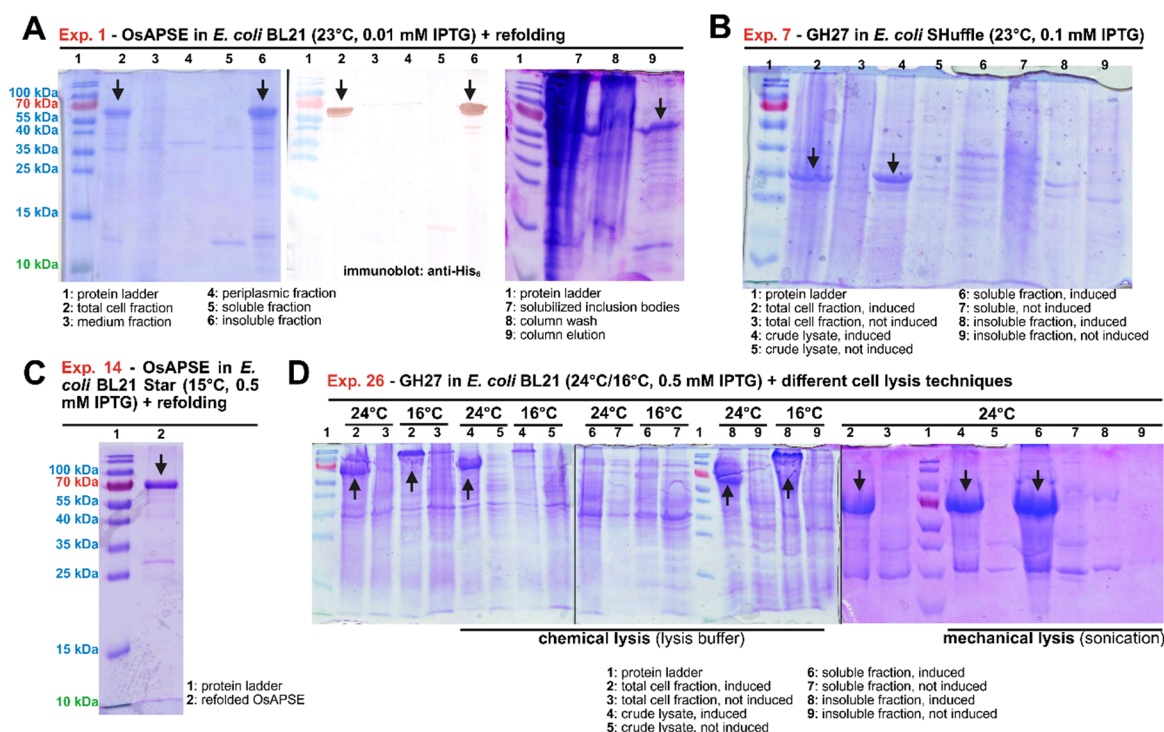 A Exp. 1 - OsAPSE in E. coli BL21 (23°C, 0.01 mM IPTG) + refolding
1 2 3 4 5 6 1 2 3 4 5 6 1 7 8 9
100 kDa
70 kDa
55 kDa
40 kDa
35 kDa
25 kDa
15 kDa
10 kDa
immunoblot: anti-His6
1: protein ladder
2: total cell fraction
3: medium fraction
4: periplasmic fraction
5: soluble fraction
6: insoluble fraction
1: protein ladder
7: solubilized inclusion bodies
8: column wash
9: column elution
B Exp. 7 - GH27 in E. coli SHuffle (23°C, 0.1 mM IPTG)
1 2 3 4 5 6 7 8 9
1: protein ladder
2: total cell fraction, induced
3: total cell fraction, not induced
4: crude lysate, induced
5: crude lysate, not induced
6: soluble fraction, induced
7: soluble, not induced
8: insoluble fraction, induced
9: insoluble fraction, not induced
C Exp. 14 - OsAPSE in E.
coli BL21 Star (15°C, 0.5
mM IPTG) + refolding
1 2
100 kDa
70 kDa
55 kDa
40 kDa
35 kDa
25 kDa
15 kDa
10 kDa
1: protein ladder
2: refolded OsAPSE
D Exp. 26 - GH27 in E. coli BL21 (24°C/16°C, 0.5 mM IPTG) + different cell lysis techniques
24°C 16°C 24°C 16°C 24°C 16°C 24°C 16°C 24°C
1 2 3 2 3 4 5 4 5 6 7 6 7 1 8 9 8 9 2 3 1 4 5 6 7 8 9
chemical lysis (lysis buffer)
mechanical lysis (sonication)
1: protein ladder
2: total cell fraction, induced
3: total cell fraction, not induced
4: crude lysate, induced
5: crude lysate, not induced
6: soluble fraction, induced
7: soluble fraction, not induced
8: insoluble fraction, induced
9: insoluble fraction, not induced